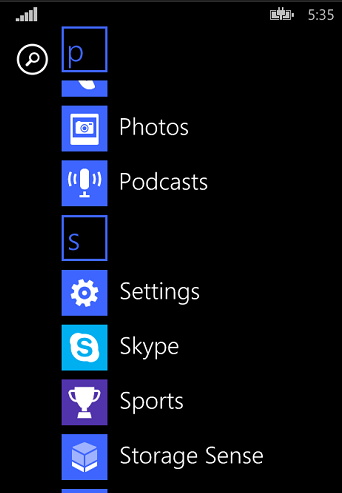 5:35
p
Photos
Podcasts
s
Settings
Skype
Sports
Storage Sense